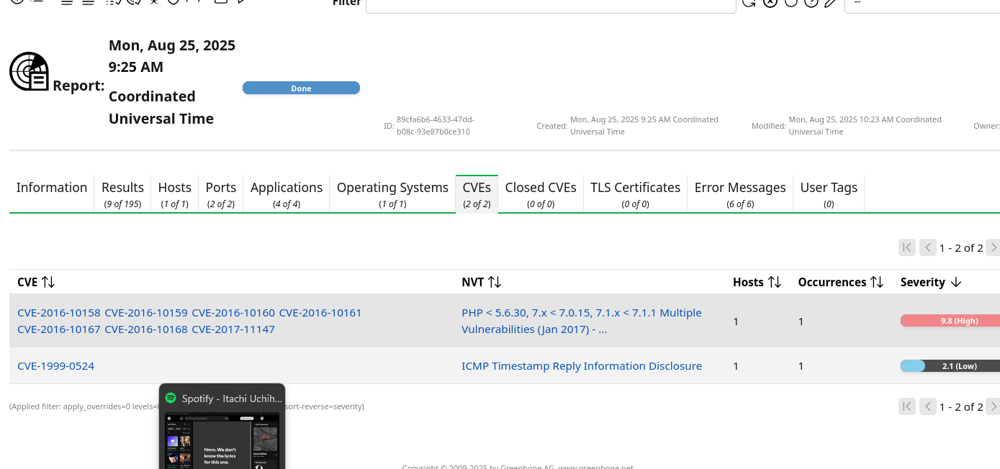 Filter
--
Mon, Aug 25, 2025
9:25 AM
Report:
Coordinated
Universal Time
Done
ID: 89cfa6b6-4633-47dd-
b08c-93e87b0ce310
Created: Mon, Aug 25, 2025 9:25 AM Coordinated
Universal Time
Modified: Mon, Aug 25, 2025 10:23 AM Coordinated
Universal Time
Owner:
Information Results Hosts Ports Applications Operating Systems CVEs Closed CVEs TLS Certificates Error Messages User Tags
(9 of 195) (1 of 1) (2 of 2) (4 of 4) (1 of 1) (2 of 2) (0 of 0) (0 of 0) (6 of 6) (0)
1 - 2 of 2
CVE NVT Hosts Occurrences Severity
CVE-2016-10158 CVE-2016-10159 CVE-2016-10160 CVE-2016-10161 PHP < 5.6.30, 7.x < 7.0.15, 7.1.x < 7.1.1 Multiple
CVE-2016-10167 CVE-2016-10168 CVE-2017-11147 Vulnerabilities (Jan 2017) - ...
1 1 9.8 (High)
CVE-1999-0524 ICMP Timestamp Reply Information Disclosure 1 1 2.1 (Low)
Spotify - Itachi Uchih...
(Applied filter: apply_overrides=0 levels= sort-reverse=severity)
1 - 2 of 2
Hmm. We don't
know the lyrics
for this one.
Copyright © 2009-2025 by Greenbone AG, www.greenbone.net